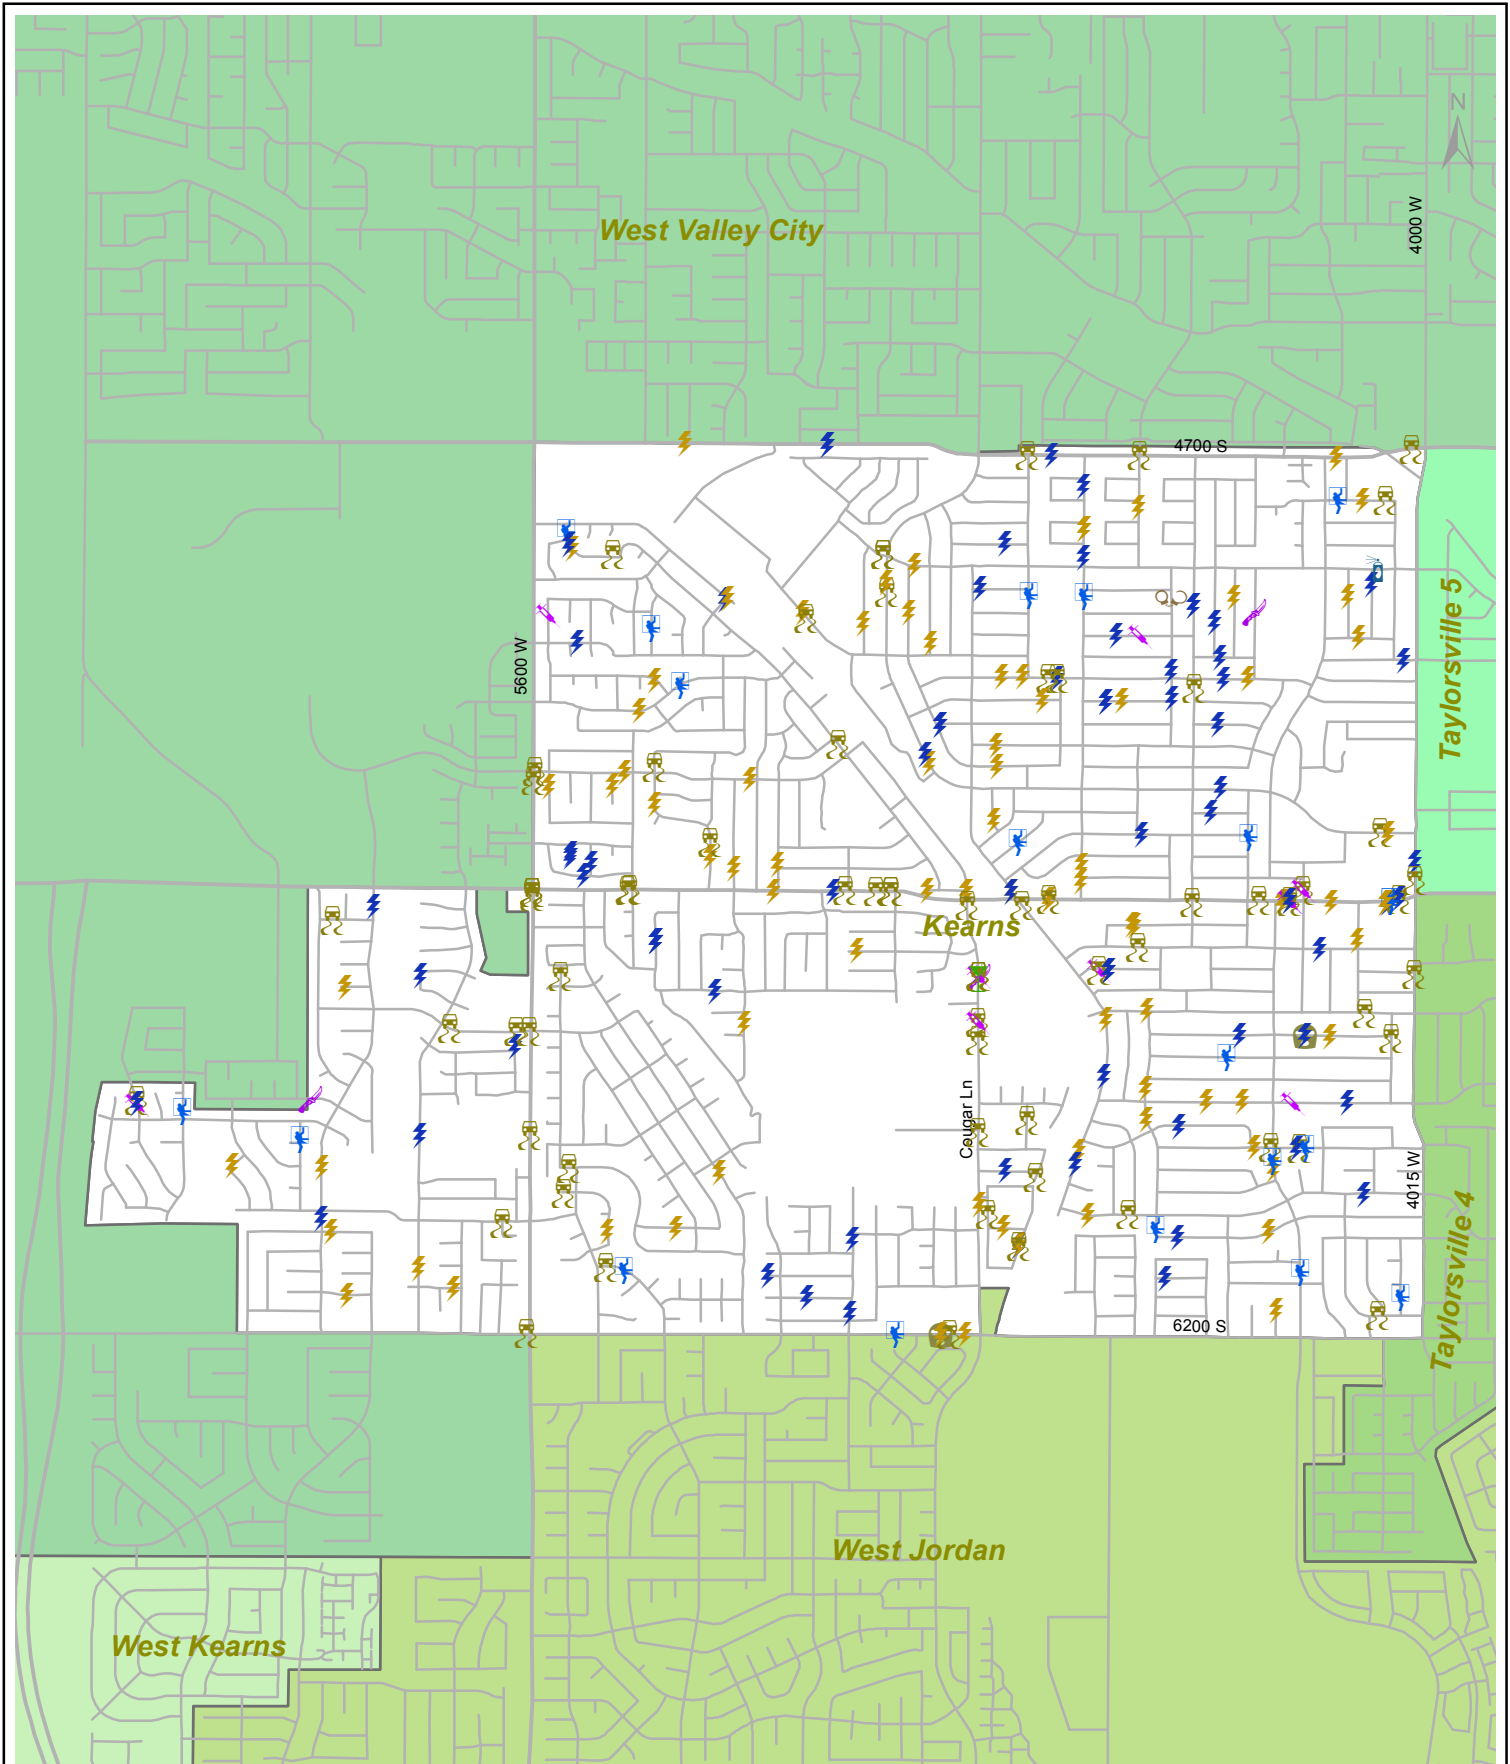 N
4000 W
West Valley City
4700 S
Taylorsville 5
5600 W
Kearns
Cougar Ln
4015 W
Taylorsville 4
6200 S
West Jordan
West Kearns